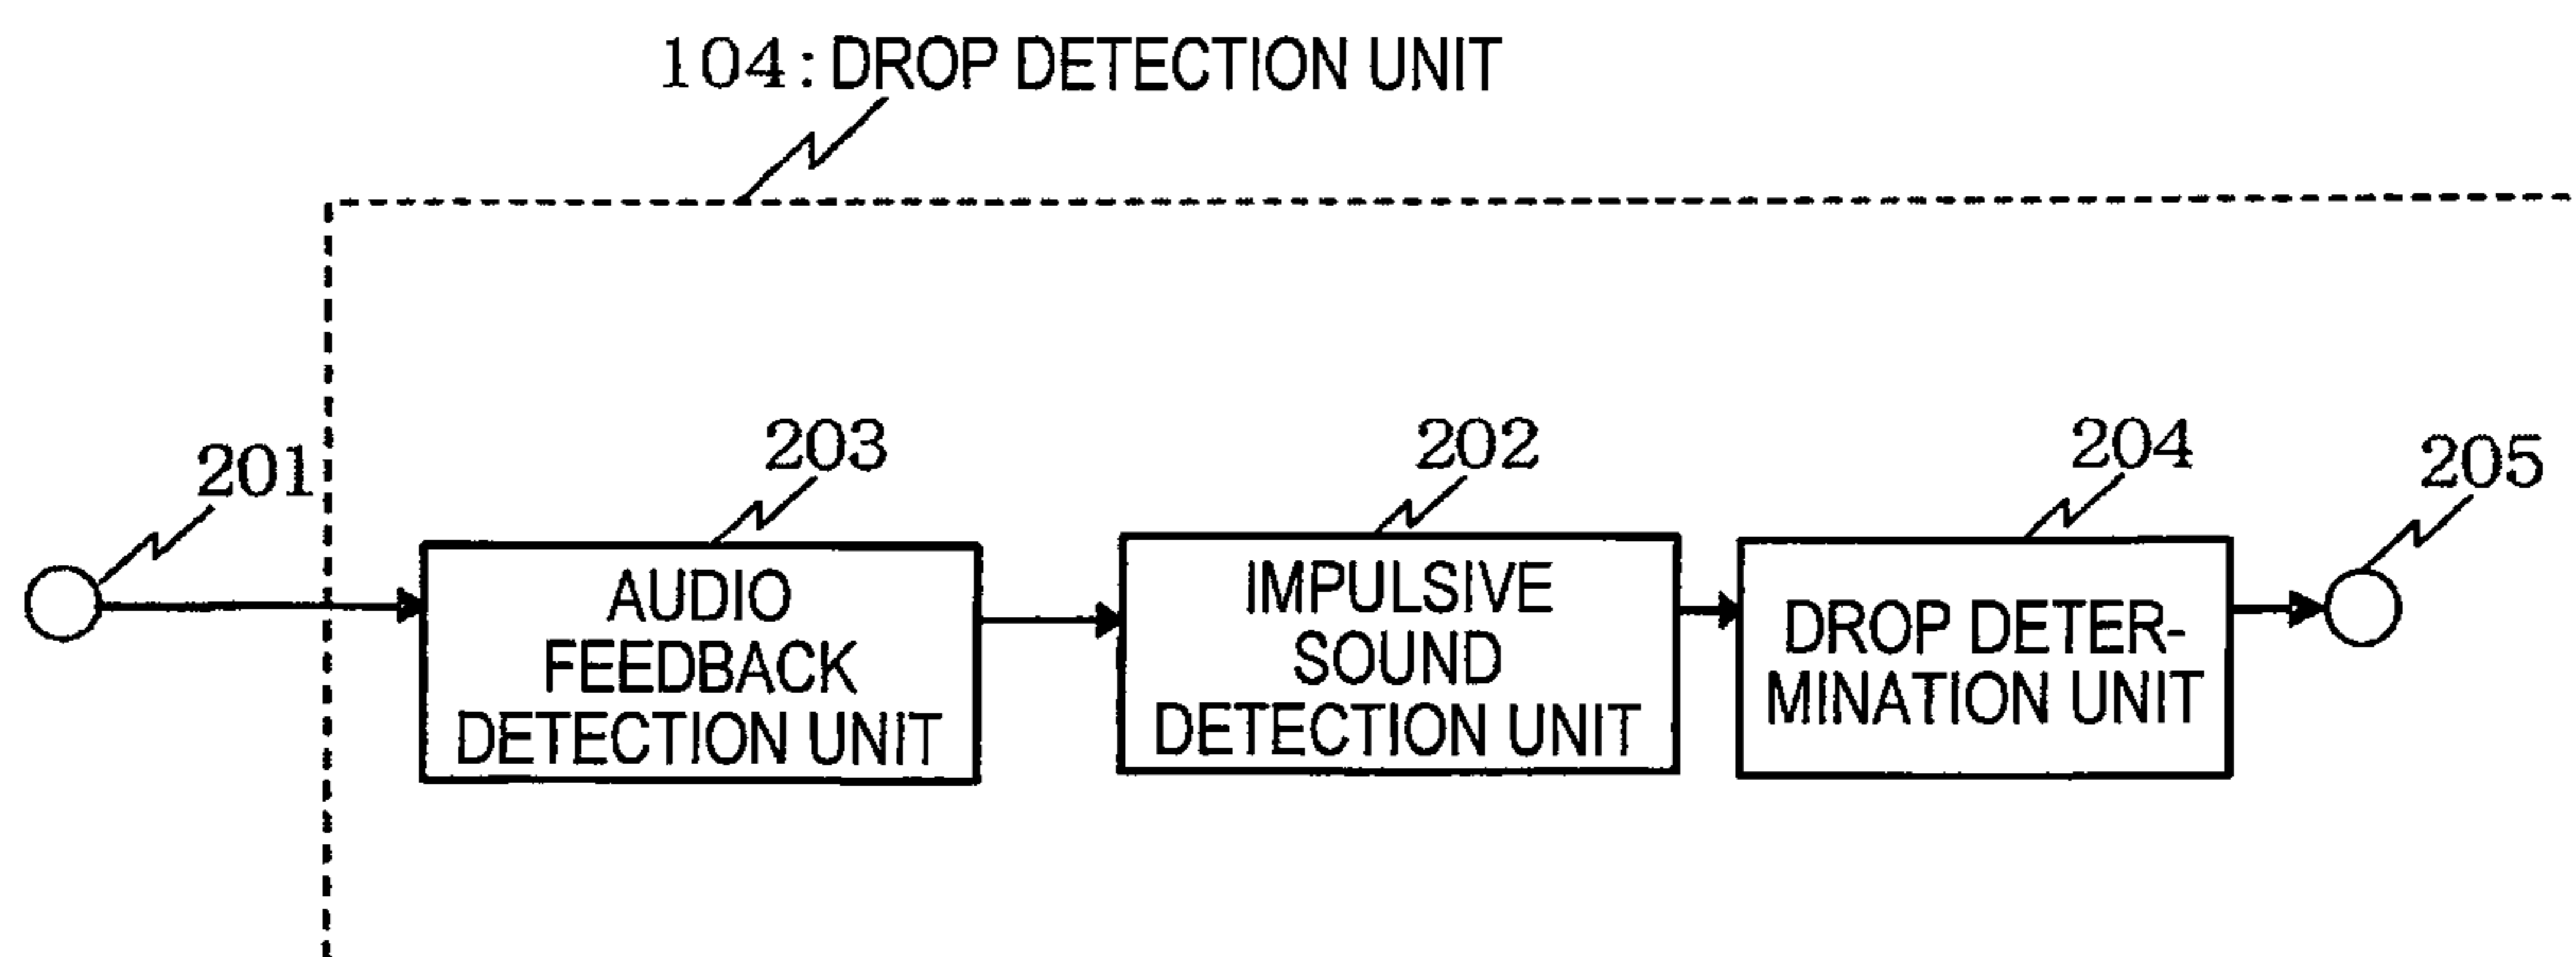 104:DROP DETECTION UNIT
201
203
202
204
205
AUDIO
FEEDBACK
DETECTION UNIT
IMPULSIVE
SOUND
DETECTION UNIT
DROP DETER-
MINATION UNIT